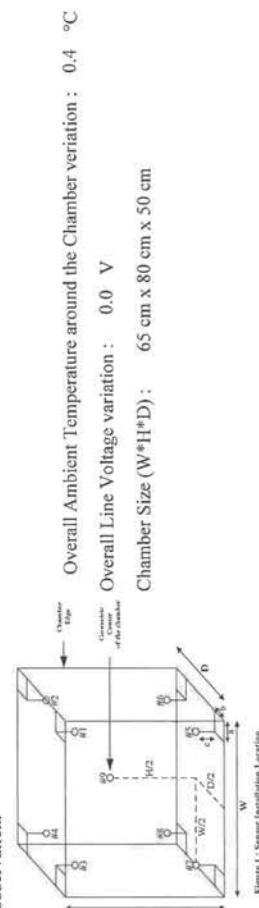 Overall Ambient Temperature around the Chamber veriation : 0.4 °C
Overall Line Voltage variation : 0.0 V
Chamber Size (W*H*D) : 65 cm x 80 cm x 50 cm
Chamber
Edge
Geometric
Center
of the chamber
#2
#1
#4
#3
#9
H/2
W/2
D/2
#6
#5
#8
#7
a
b
c
D
W
Figure 1 : Sensor Installation Location